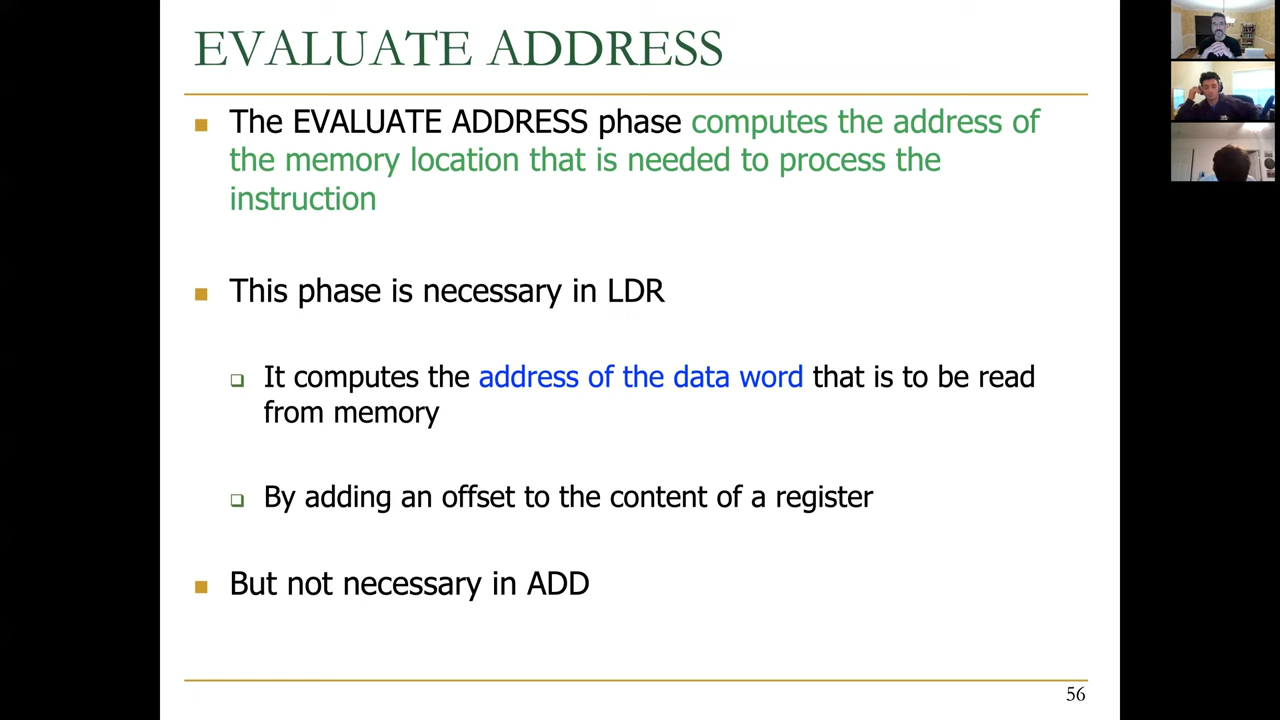 EVALUATE ADDRESS
The EVALUATE ADDRESS phase computes the address of
the memory location that is needed to process the
instruction
This phase is necessary in LDR
It computes the address of the data word that is to be read
from memory
By adding an offset to the content of a register
But not necessary in ADD
56